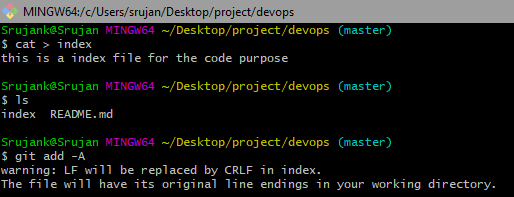 MINGW64:/c/Users/srujan/Desktop/project/devops
Srujank@Srujan MINGW64 ~/Desktop/project/devops (master)
$ cat > index
this is a index file for the code purpose
Srujank@Srujan MINGW64 ~/Desktop/project/devops (master)
$ ls
index  README.md
Srujank@Srujan MINGW64 ~/Desktop/project/devops (master)
$ git add -A
warning: LF will be replaced by CRLF in index.
The file will have its original line endings in your working directory.